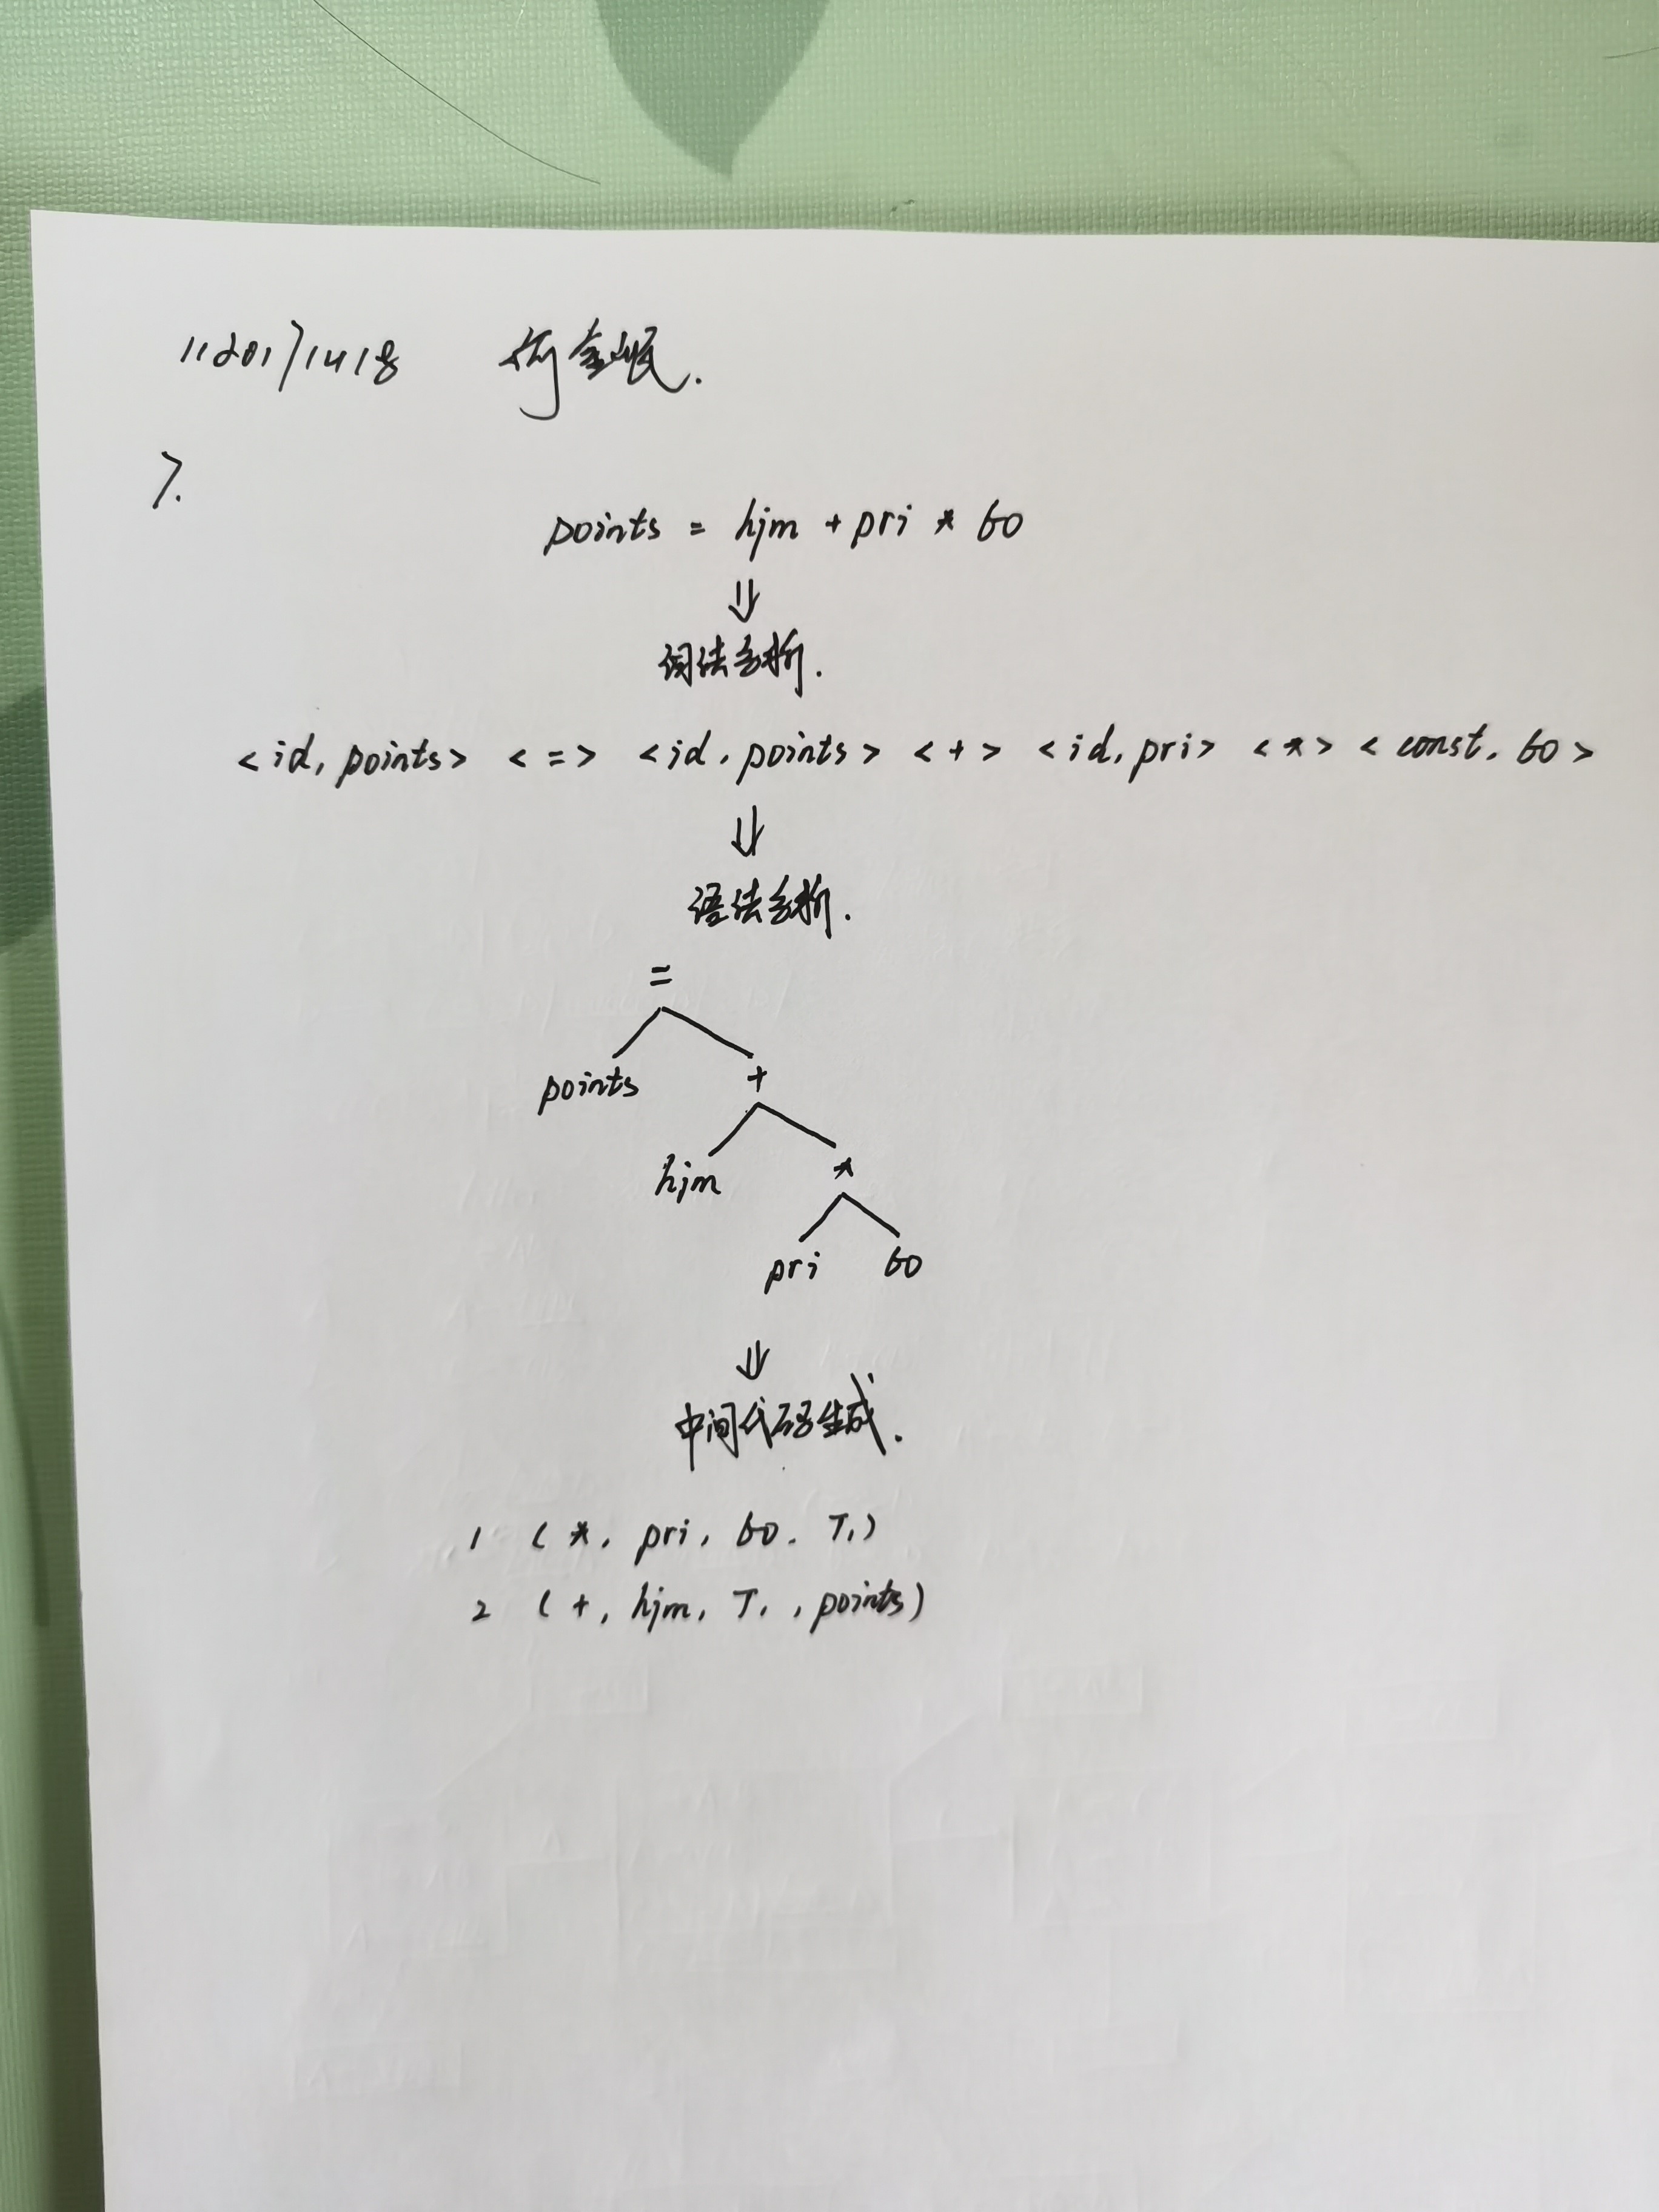 1120171418 何金岷.
7.
points = hjm + pri * 60
⇓
词法分析.
<id, points> <=> <id, points> <+> <id, pri> <*> <const, 60>
⇓
语法分析.
=
points +
hjm *
pri 60
⇓
中间代码生成.
1 (*, pri, 60, T1)
2 (+, hjm, T1, points)